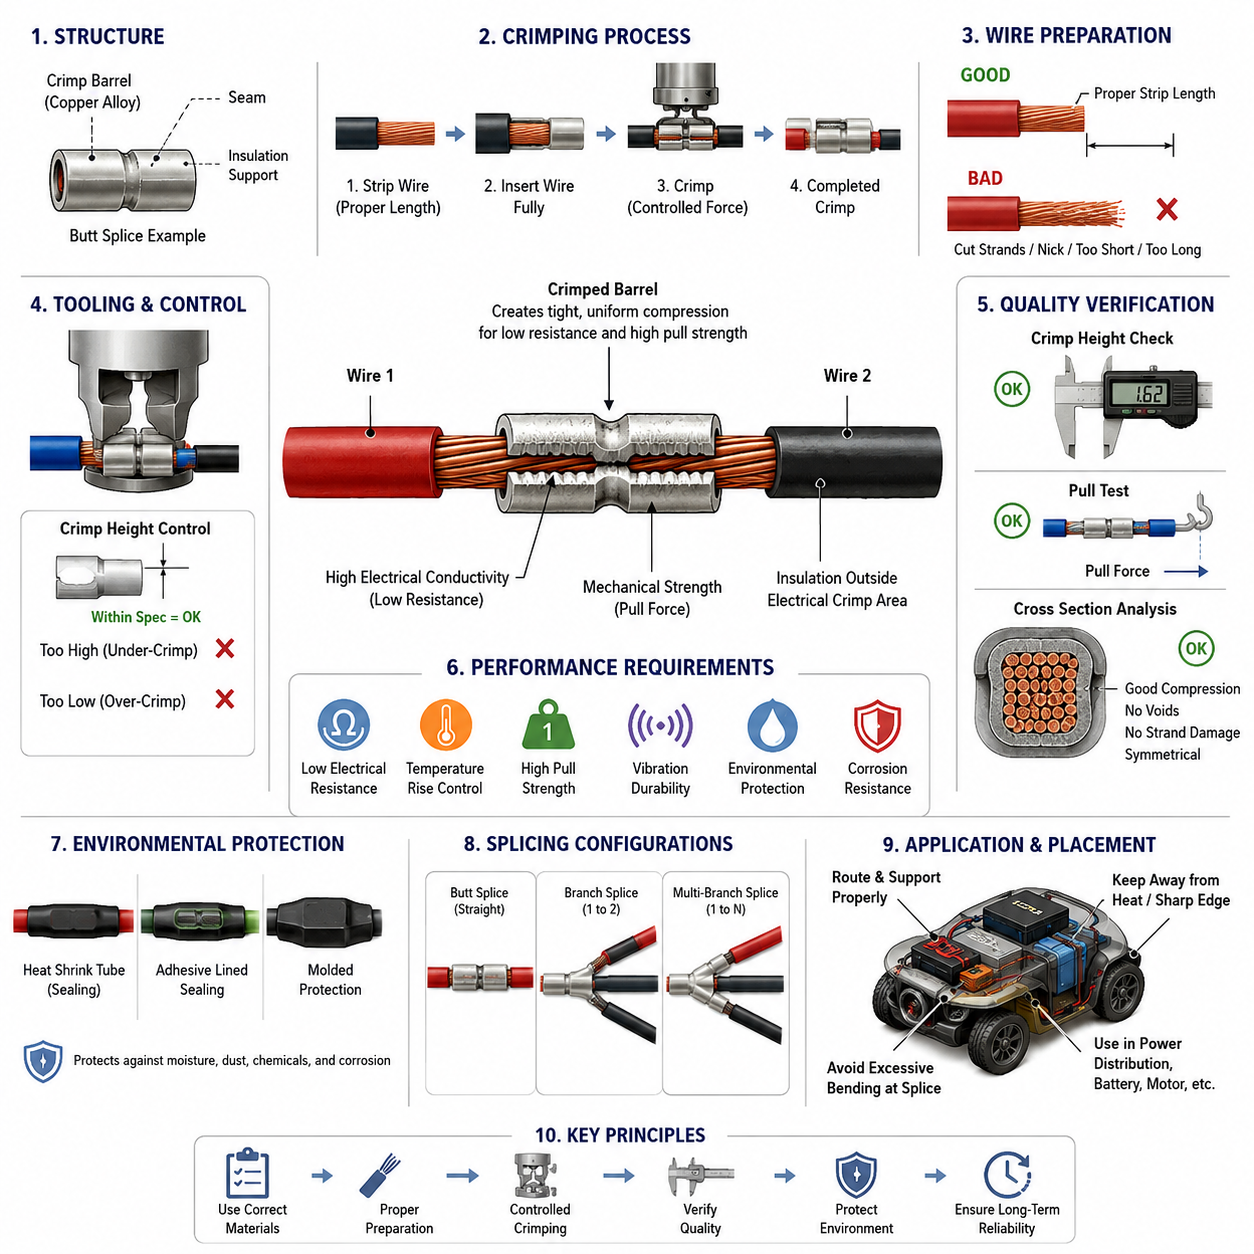 1. STRUCTURE
Crimp Barrel
(Copper Alloy)
Seam
Insulation
Support
Butt Splice Example
2. CRIMPING PROCESS
1. Strip Wire
(Proper Length)
2. Insert Wire
Fully
3. Crimp
(Controlled Force)
4. Completed
Crimp
3. WIRE PREPARATION
GOOD
Proper Strip Length
BAD
Cut Strands / Nick / Too Short / Too Long
4. TOOLING & CONTROL
Crimp Height Control
Within Spec = OK
Too High (Under-Crimp)
Too Low (Over-Crimp)
Crimped Barrel
Creates tight, uniform compression
for low resistance and high pull strength
Wire 1
Wire 2
High Electrical Conductivity
(Low Resistance)
Mechanical Strength
(Pull Force)
Insulation Outside
Electrical Crimp Area
5. QUALITY VERIFICATION
Crimp Height Check
OK
1.62
Pull Test
OK
Pull Force
Cross Section Analysis
OK
Good Compression
No Voids
No Strand Damage
Symmetrical
6. PERFORMANCE REQUIREMENTS
Ω
1
Low Electrical
Resistance
Temperature
Rise Control
High Pull
Strength
Vibration
Durability
Environmental
Protection
Corrosion
Resistance
7. ENVIRONMENTAL PROTECTION
Heat Shrink Tube
(Sealing)
Adhesive Lined
Sealing
Molded
Protection
Protects against moisture, dust, chemicals, and corrosion
8. SPLICING CONFIGURATIONS
Butt Splice
(Straight)
Branch Splice
(1 to 2)
Multi-Branch Splice
(1 to N)
9. APPLICATION & PLACEMENT
Route & Support
Properly
Keep Away from
Heat / Sharp Edge
Avoid Excessive
Bending at Splice
Use in Power
Distribution,
Battery, Motor, etc.
10. KEY PRINCIPLES
Use Correct
Materials
Proper
Preparation
Controlled
Crimping
Verify
Quality
Protect
Environment
Ensure Long-Term
Reliability